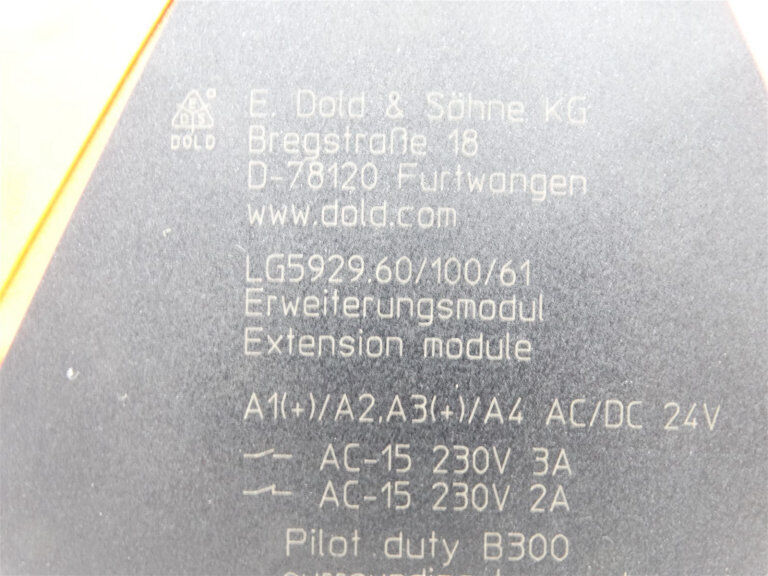 E. Dold & Söhne KG
Bregstraße 18
D-78120 Furtwangen
www.dold.com
E
D S
DOLD
LG5929.60/100/61
Erweiterungsmodul
Extension module
A1(+)/A2,A3(+)/A4 AC/DC 24V
AC-15 230V 3A
AC-15 230V 2A
Pilot duty B300